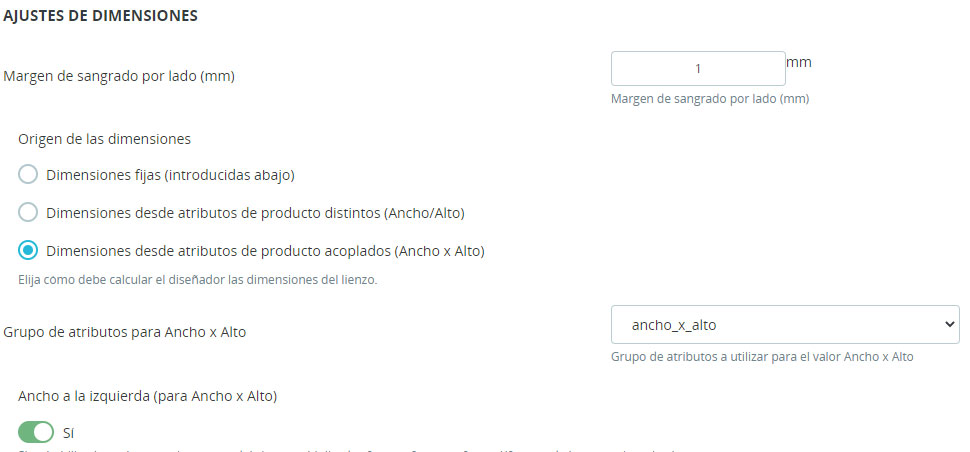 AJUSTES DE DIMENSIONES
Margen de sangrado por lado (mm)
1
mm
Margen de sangrado por lado (mm)
Origen de las dimensiones
Dimensiones fijas (introducidas abajo)
Dimensiones desde atributos de producto distintos (Ancho/Alto)
Dimensiones desde atributos de producto acoplados (Ancho x Alto)
Elija cómo debe calcular el diseñador las dimensiones del lienzo.
Grupo de atributos para Ancho x Alto
ancho_x_alto
Grupo de atributos a utilizar para el valor Ancho x Alto
Ancho a la izquierda (para Ancho x Alto)
Sí